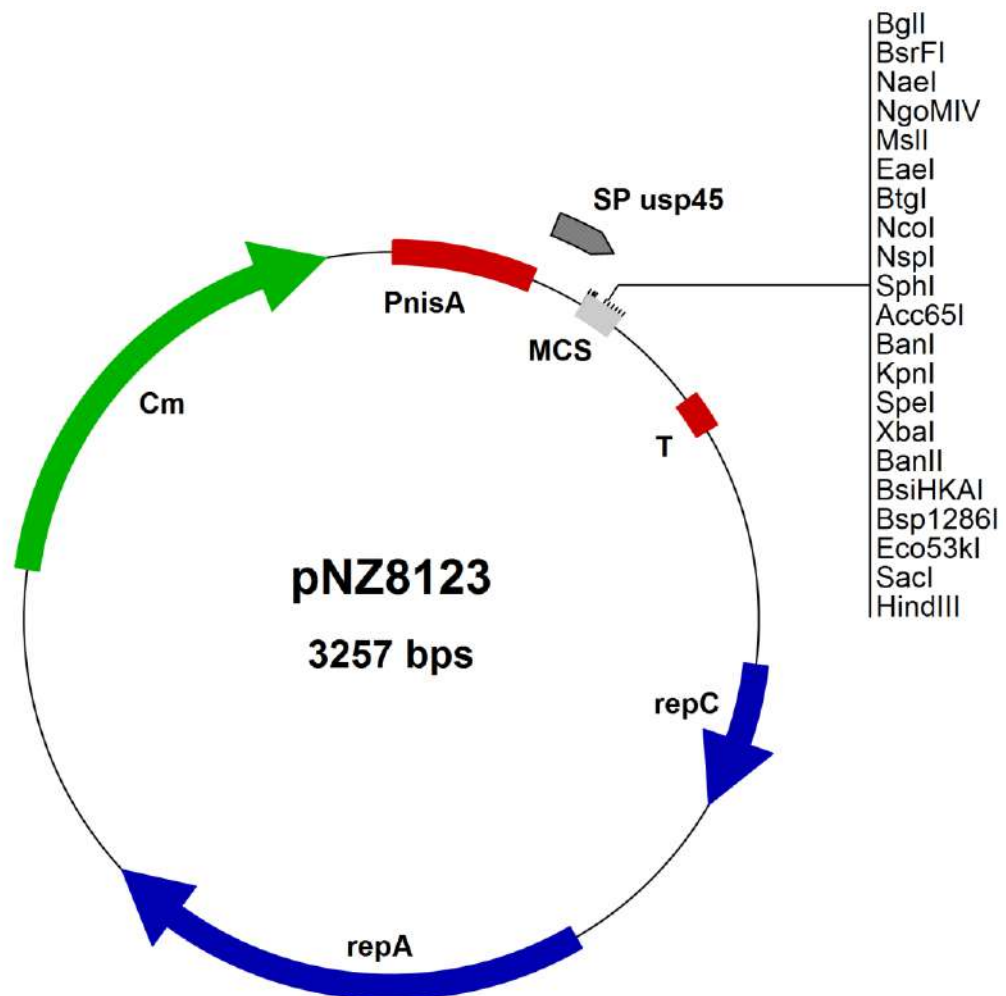 BglI
BsrFI
NaeI
NgoMIV
MslI
EaeI
BtgI
NcoI
NspI
SphI
Acc65I
BanI
KpnI
SpeI
XbaI
BanII
BsiHKAI
Bsp1286I
Eco53kI
SacI
HindIII
SP usp45
PnisA
MCS
Cm
T
pNZ8123
3257 bps
repC
repA